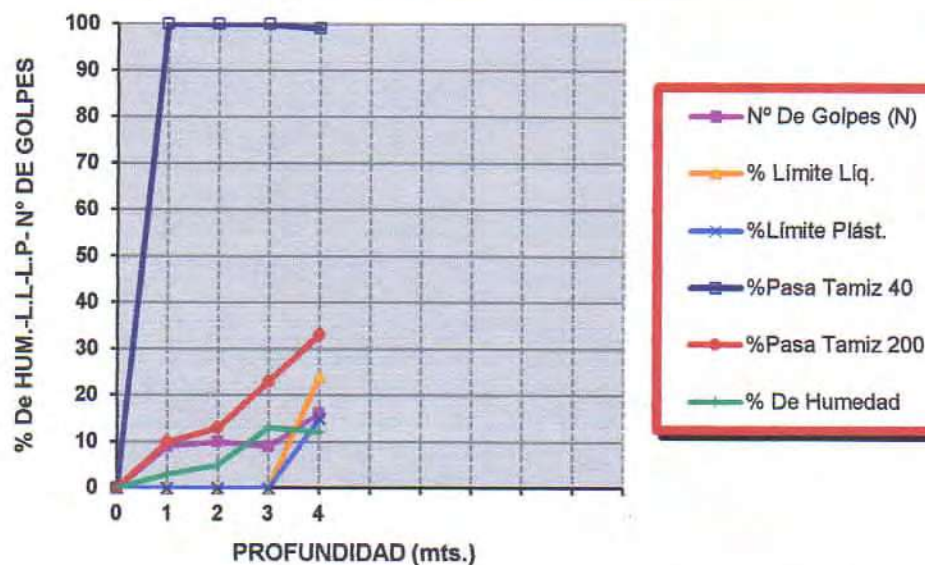 % De HUM.-L.L-L.P-Nº DE GOLPES
100
90
80
70
60
50
40
30
20
10
0
0 1 2 3 4
PROFUNDIDAD (mts.)
Nº De Golpes (N)
% Límite Líq.
%Límite Plást.
%Pasa Tamiz 40
%Pasa Tamiz 200
% De Humedad